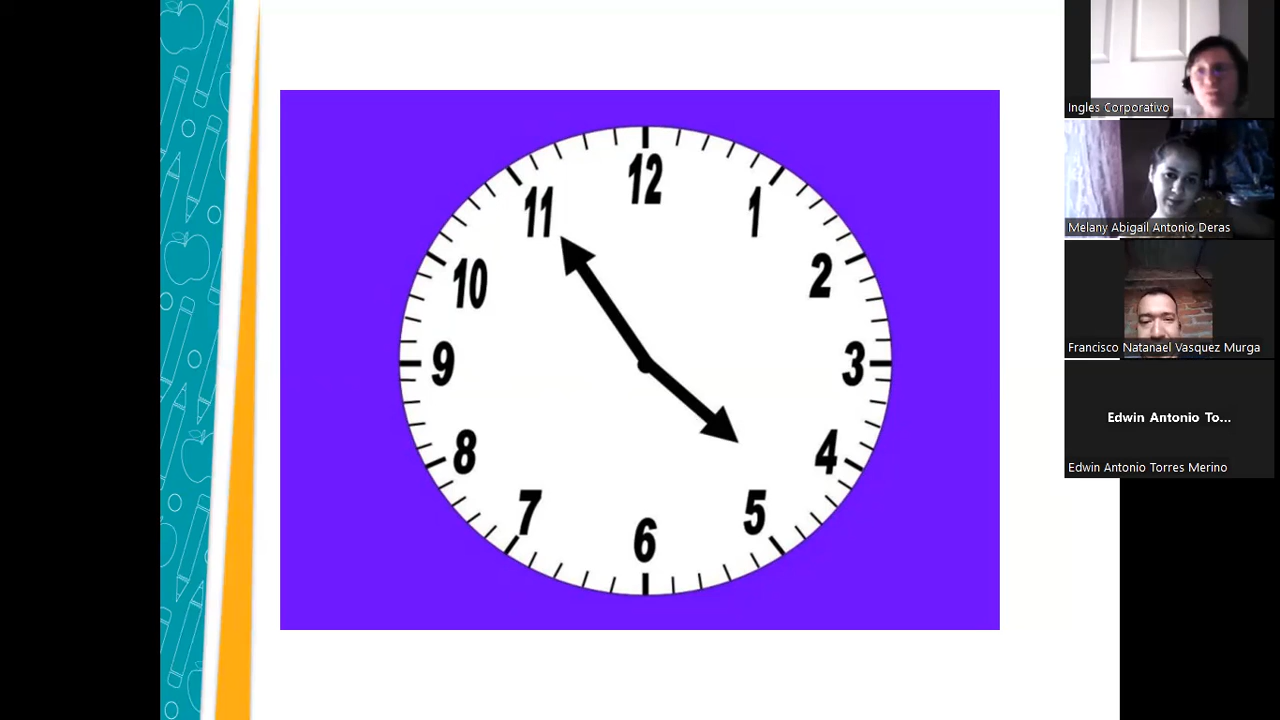 12
11
1
10
2
9
3
8
4
7
5
6
Ingles Corporativo
Melany Abigail Antonio Deras
Francisco Natanael Vasquez Murga
Edwin Antonio To...
Edwin Antonio Torres Merino